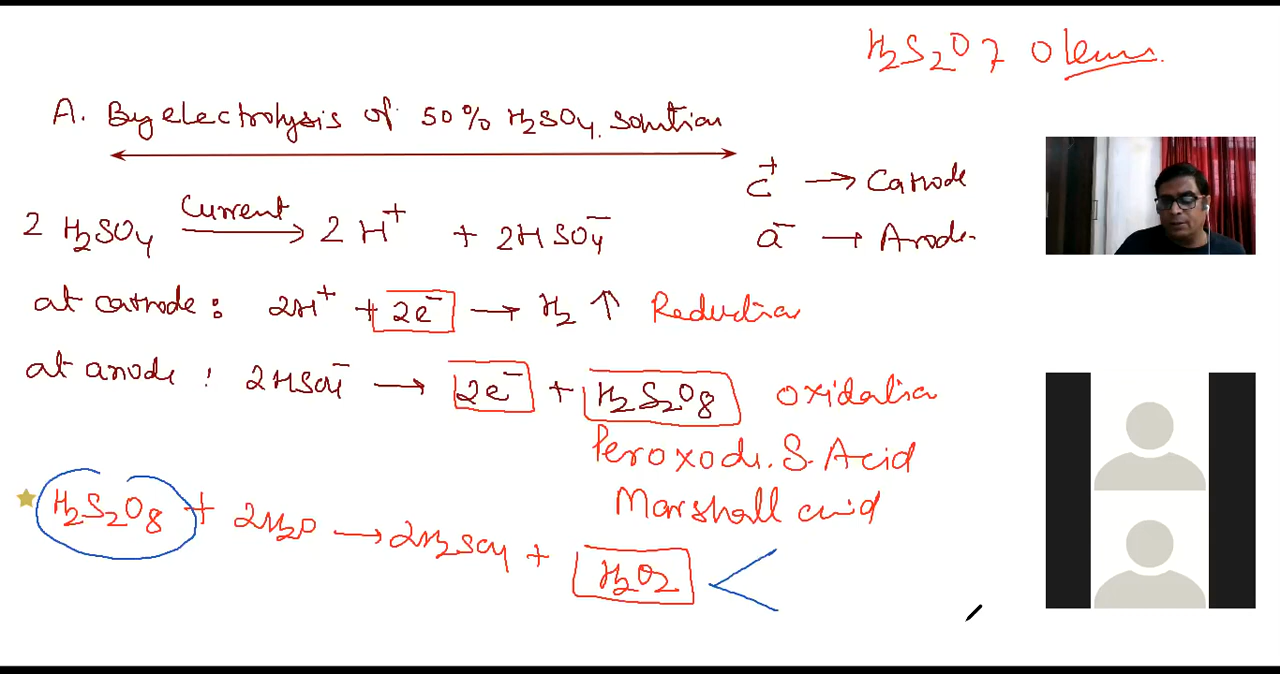 H₂S₂O7 Oleum.
A. By electrolysis of 50% H₂SO₄ solution
C⁺ → Cathode
2 H₂SO₄ Current → 2 H⁺ + 2HSO₄⁻
a⁻ → Anode
at cathode : 2H⁺ + 2e⁻ → H₂ ↑ Reduction
at anode : 2HSO₄⁻ → 2e⁻ + H₂S₂O8 Oxidation
Peroxodi. S. Acid
Marshall acid
H₂S₂O8 + 2H₂O → 2H₂SO₄ + H₂O₂